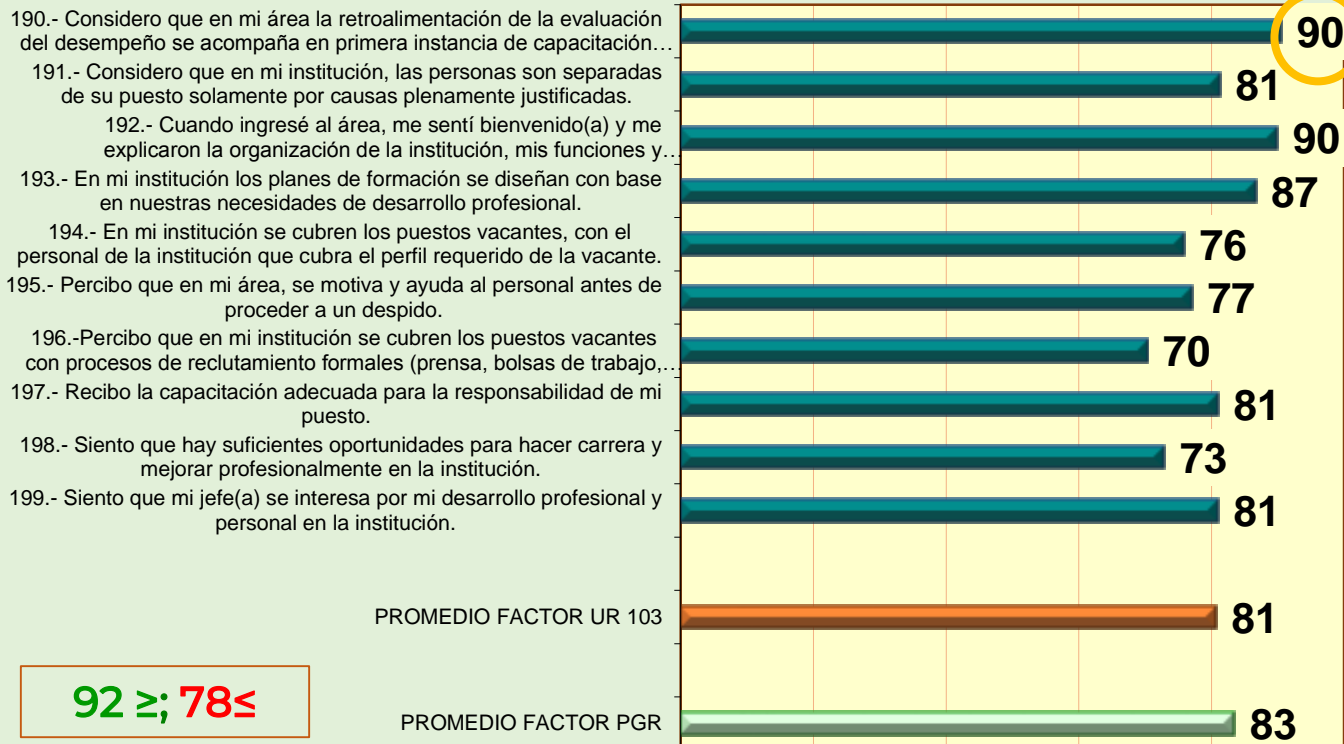 190.- Considero que en mi área la retroalimentación de la evaluación
del desempeño se acompaña en primera instancia de capacitación…
90
191.- Considero que en mi institución, las personas son separadas
de su puesto solamente por causas plenamente justificadas.
81
192.- Cuando ingresé al área, me sentí bienvenido(a) y me
explicaron la organización de la institución, mis funciones y…
90
193.- En mi institución los planes de formación se diseñan con base
en nuestras necesidades de desarrollo profesional.
87
194.- En mi institución se cubren los puestos vacantes, con el
personal de la institución que cubra el perfil requerido de la vacante.
76
195.- Percibo que en mi área, se motiva y ayuda al personal antes de
proceder a un despido.
77
196.-Percibo que en mi institución se cubren los puestos vacantes
con procesos de reclutamiento formales (prensa, bolsas de trabajo,…
70
197.- Recibo la capacitación adecuada para la responsabilidad de mi
puesto.
81
198.- Siento que hay suficientes oportunidades para hacer carrera y
mejorar profesionalmente en la institución.
73
199.- Siento que mi jefe(a) se interesa por mi desarrollo profesional y
personal en la institución.
81
PROMEDIO FACTOR UR 103
81
92 ≥; 78≤
PROMEDIO FACTOR PGR
83